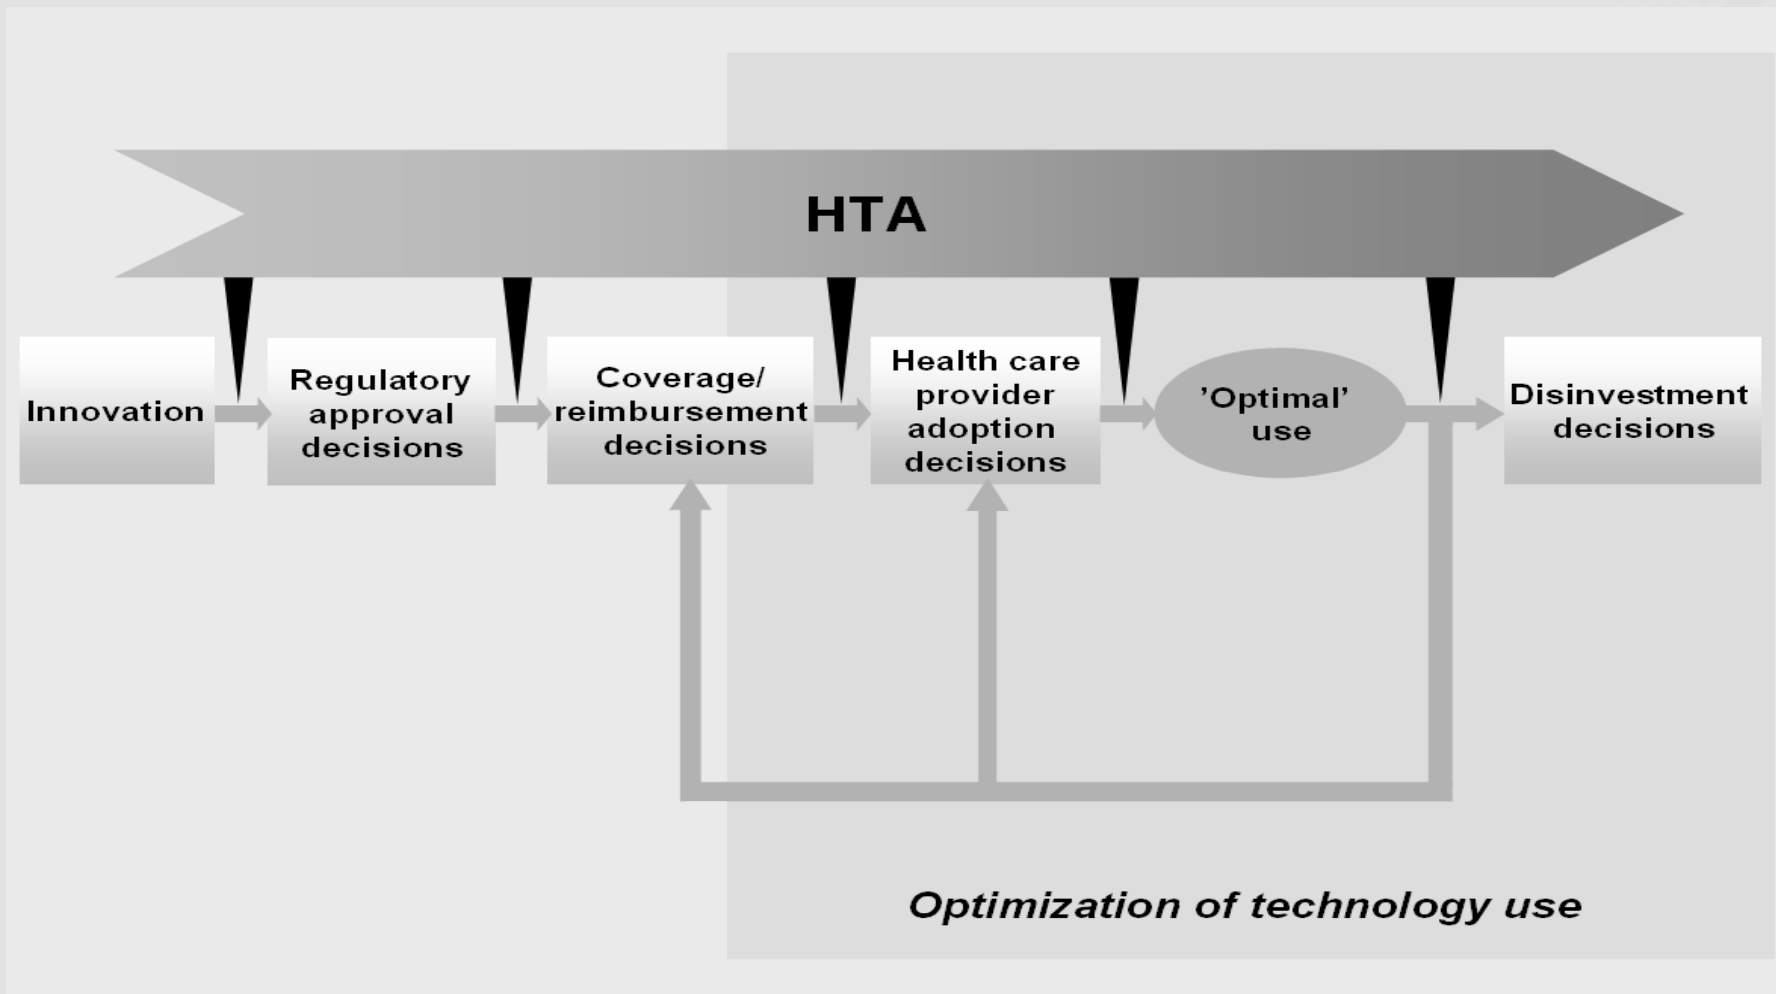 HTA
Innovation
Regulatory
approval
decisions
Coverage/
reimbursement
decisions
Health care
provider
adoption
decisions
’Optimal’
use
Disinvestment
decisions
Optimization of technology use